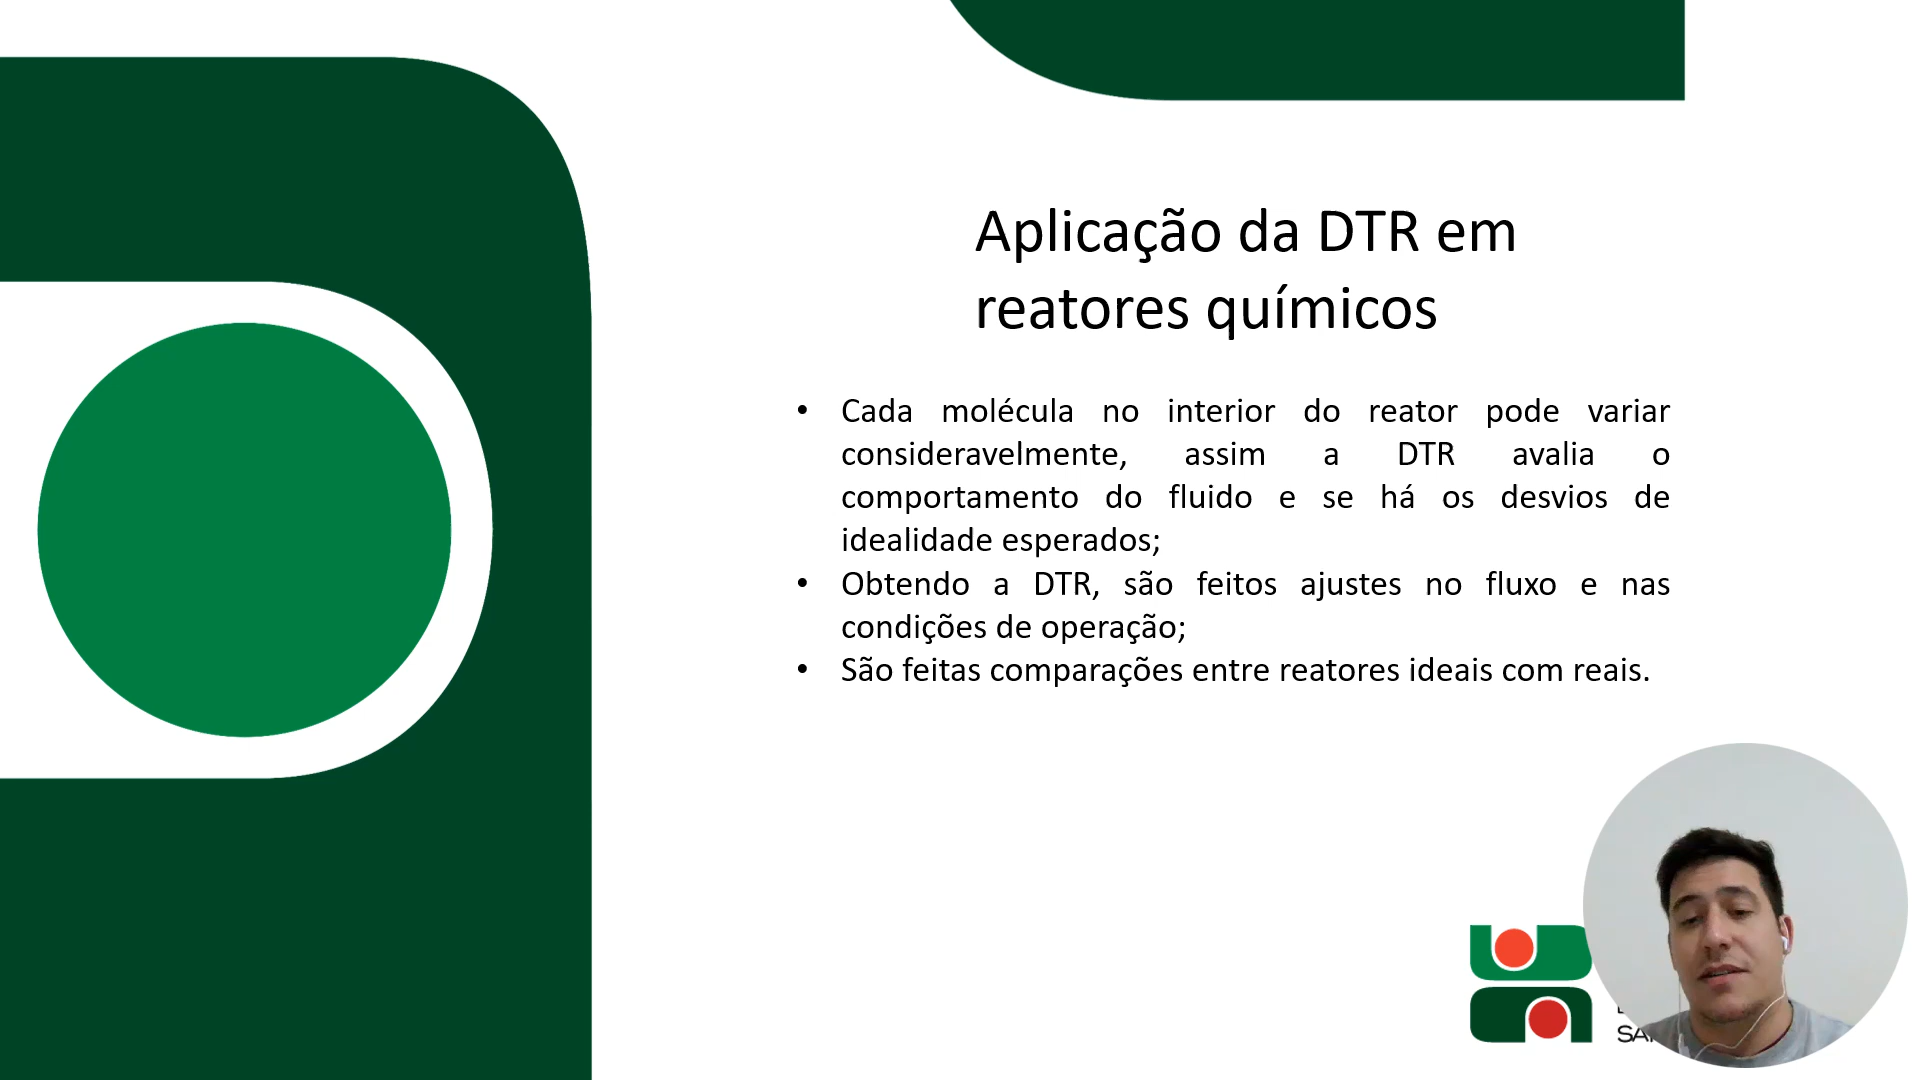 Aplicação da DTR em
reatores químicos
• Cada molécula no interior do reator pode variar
consideravelmente, assim a DTR avalia o
comportamento do fluido e se há os desvios de
idealidade esperados;
• Obtendo a DTR, são feitos ajustes no fluxo e nas
condições de operação;
• São feitas comparações entre reatores ideais com reais.